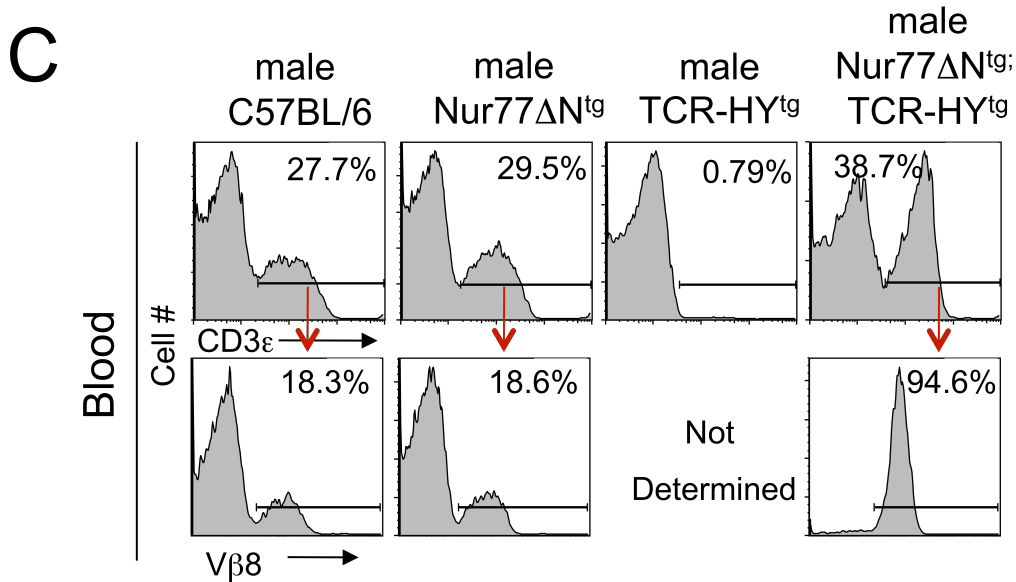 C
male
C57BL/6
male
Nur77ΔNtg
male
TCR-HYtg
male
Nur77ΔNtg;
TCR-HYtg
Blood
Cell #
27.7%
29.5%
0.79%
38.7%
CD3ε
18.3%
18.6%
Not
Determined
94.6%
Vβ8